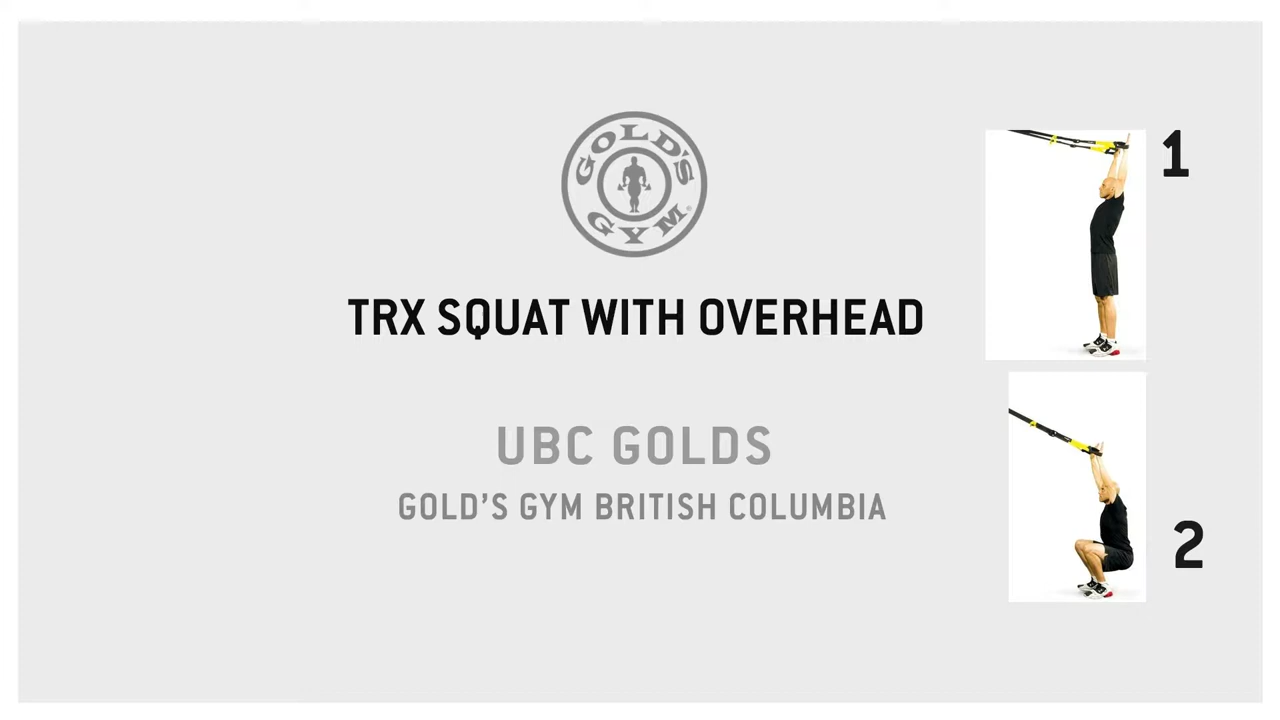 GOLD'S
GYM
TRX SQUAT WITH OVERHEAD
UBC GOLDS
GOLD'S GYM BRITISH COLUMBIA
1
2